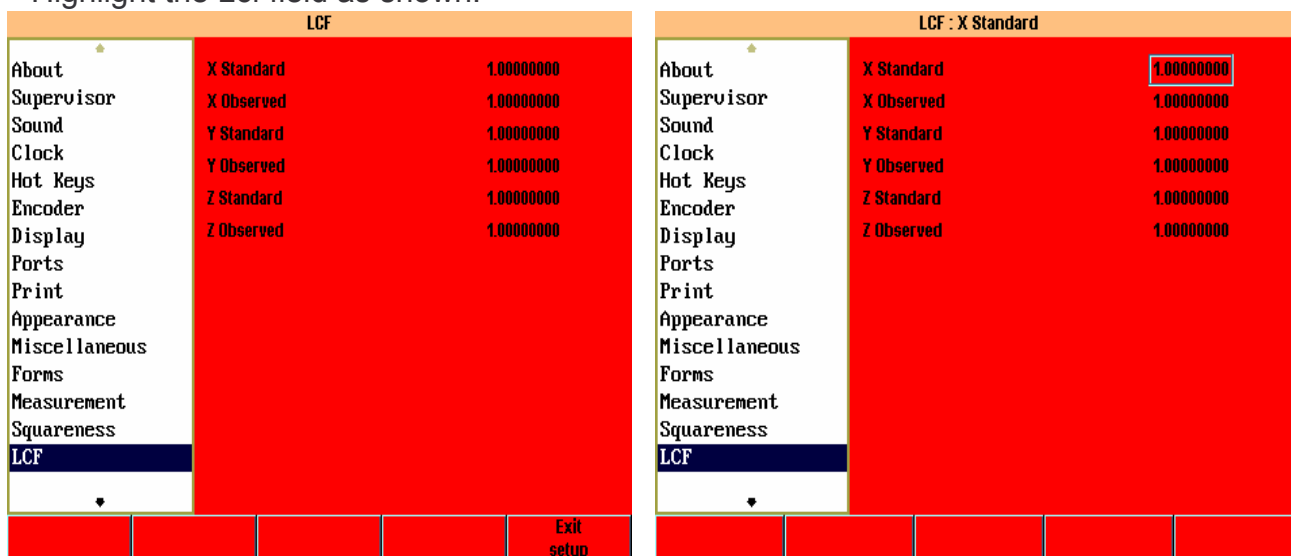 Highlight the Lcf field as shown.
LCF
About
Supervisor
Sound
Clock
Hot Keys
Encoder
Display
Ports
Print
Appearance
Miscellaneous
Forms
Measurement
Squareness
LCF
X Standard 1.00000000
X Observed 1.00000000
Y Standard 1.00000000
Y Observed 1.00000000
Z Standard 1.00000000
Z Observed 1.00000000
Exit
setup
LCF : X Standard
About
Supervisor
Sound
Clock
Hot Keys
Encoder
Display
Ports
Print
Appearance
Miscellaneous
Forms
Measurement
Squareness
LCF
X Standard 1.00000000
X Observed 1.00000000
Y Standard 1.00000000
Y Observed 1.00000000
Z Standard 1.00000000
Z Observed 1.00000000